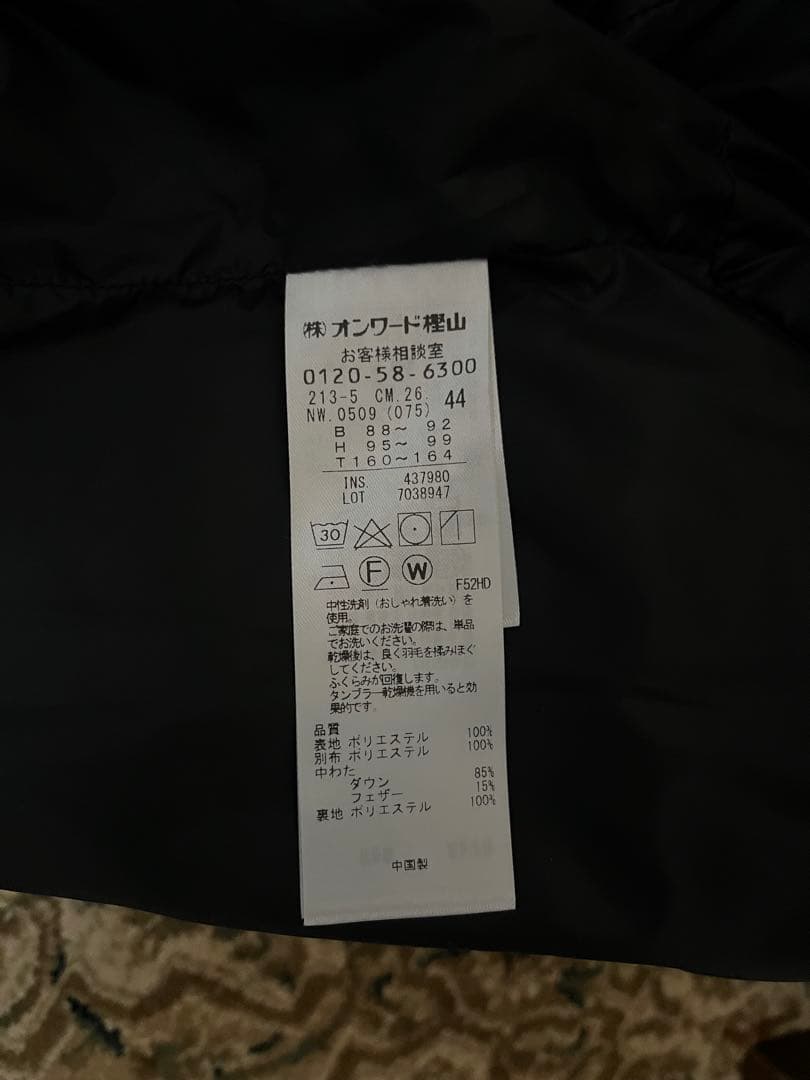 ㈱オンワード樫山
お客様相談室
0120-58-6300
213-5 CM.26. 44
NW.0509 (075)
B 88～ 92
H 95～ 99
T160～164
INS. 437980
LOT 7038947
30
F W F52HD
中性洗剤（おしゃれ着洗い）を
使用。
ご家庭でのお洗濯の際は、単品
でお洗いください。
乾燥後は、良く羽毛を揉みほぐ
してください。
ふくらみが回復します。
タンブラー乾燥機を用いると効
果的です。
品質
表地 ポリエステル 100%
別布 ポリエステル 100%
中わた
ダウン 85%
フェザー 15%
裏地 ポリエステル 100%
中国製